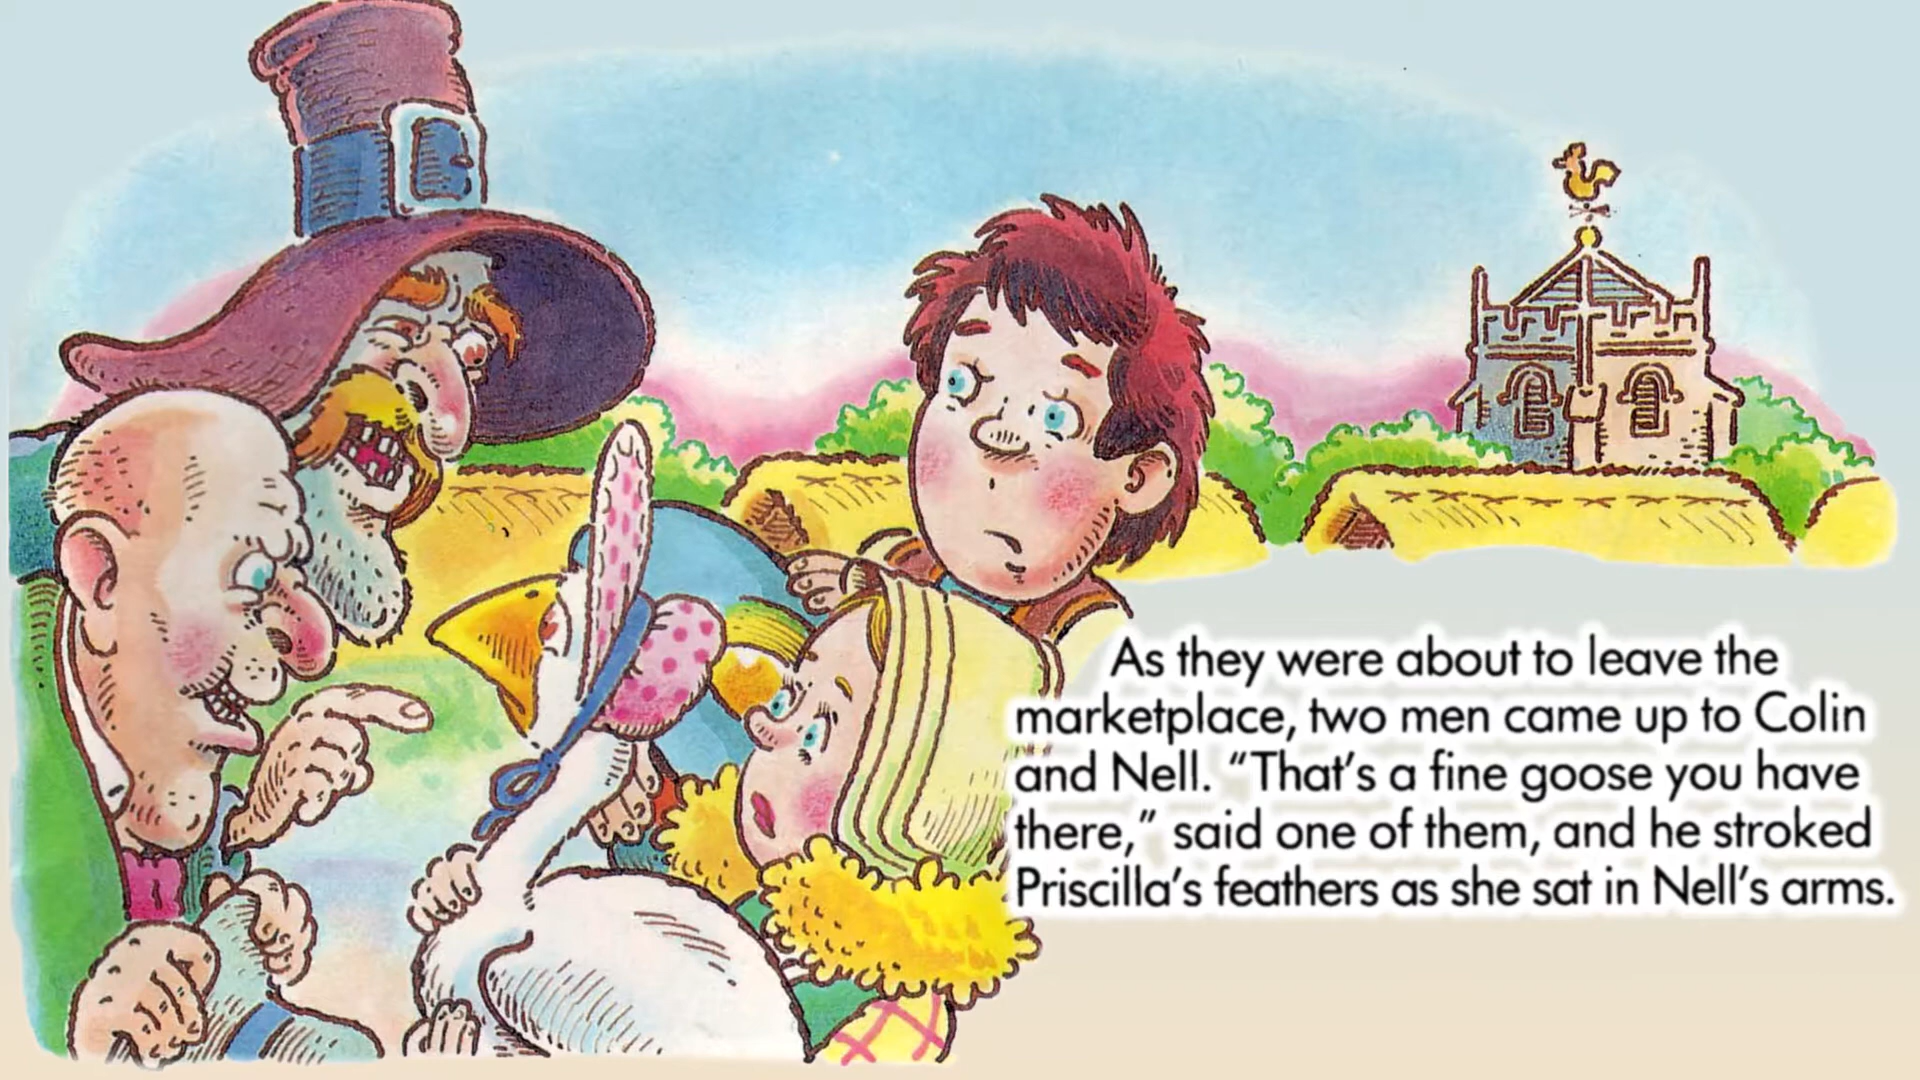 As they were about to leave the
marketplace, two men came up to Colin
and Nell. “That’s a fine goose you have
there,” said one of them, and he stroked
Priscilla’s feathers as she sat in Nell’s arms.